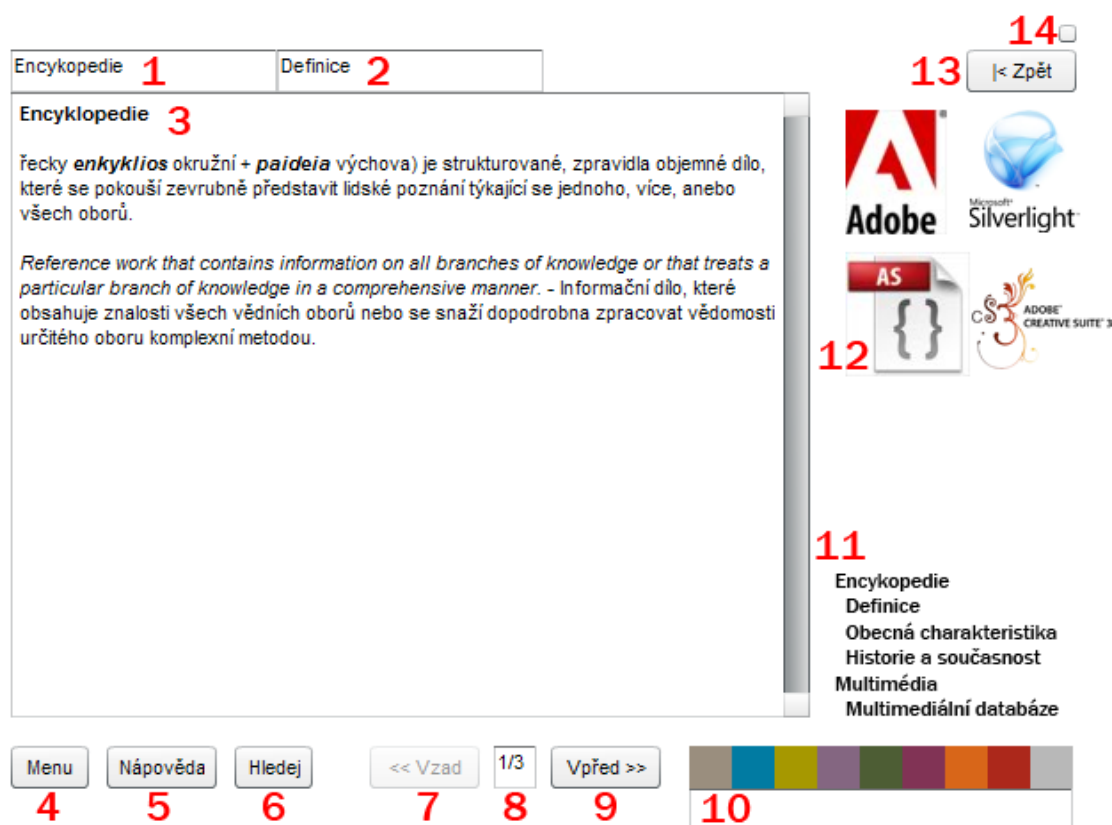 14
Encykopedie 1 Definice 2
13 |< Zpět
Encyklopedie 3
řecky enkyklios okružní + paideia výchova) je strukturované, zpravidla objemné dílo,
které se pokouší zevrubně představit lidské poznání týkající se jednoho, více, anebo
všech oborů.
Reference work that contains information on all branches of knowledge or that treats a
particular branch of knowledge in a comprehensive manner. - Informační dílo, které
obsahuje znalosti všech vědních oborů nebo se snaží dopodrobna zpracovat vědomosti
určitého oboru komplexní metodou.
Adobe
Microsoft
Silverlight
AS
{}
CS3 ADOBE
CREATIVE SUITE 3
12
11
Encykopedie
Definice
Obecná charakteristika
Historie a současnost
Multimédia
Multimediální databáze
Menu Nápověda Hledej << Vzad 1/3 Vpřed >>
4 5 6 7 8 9 10